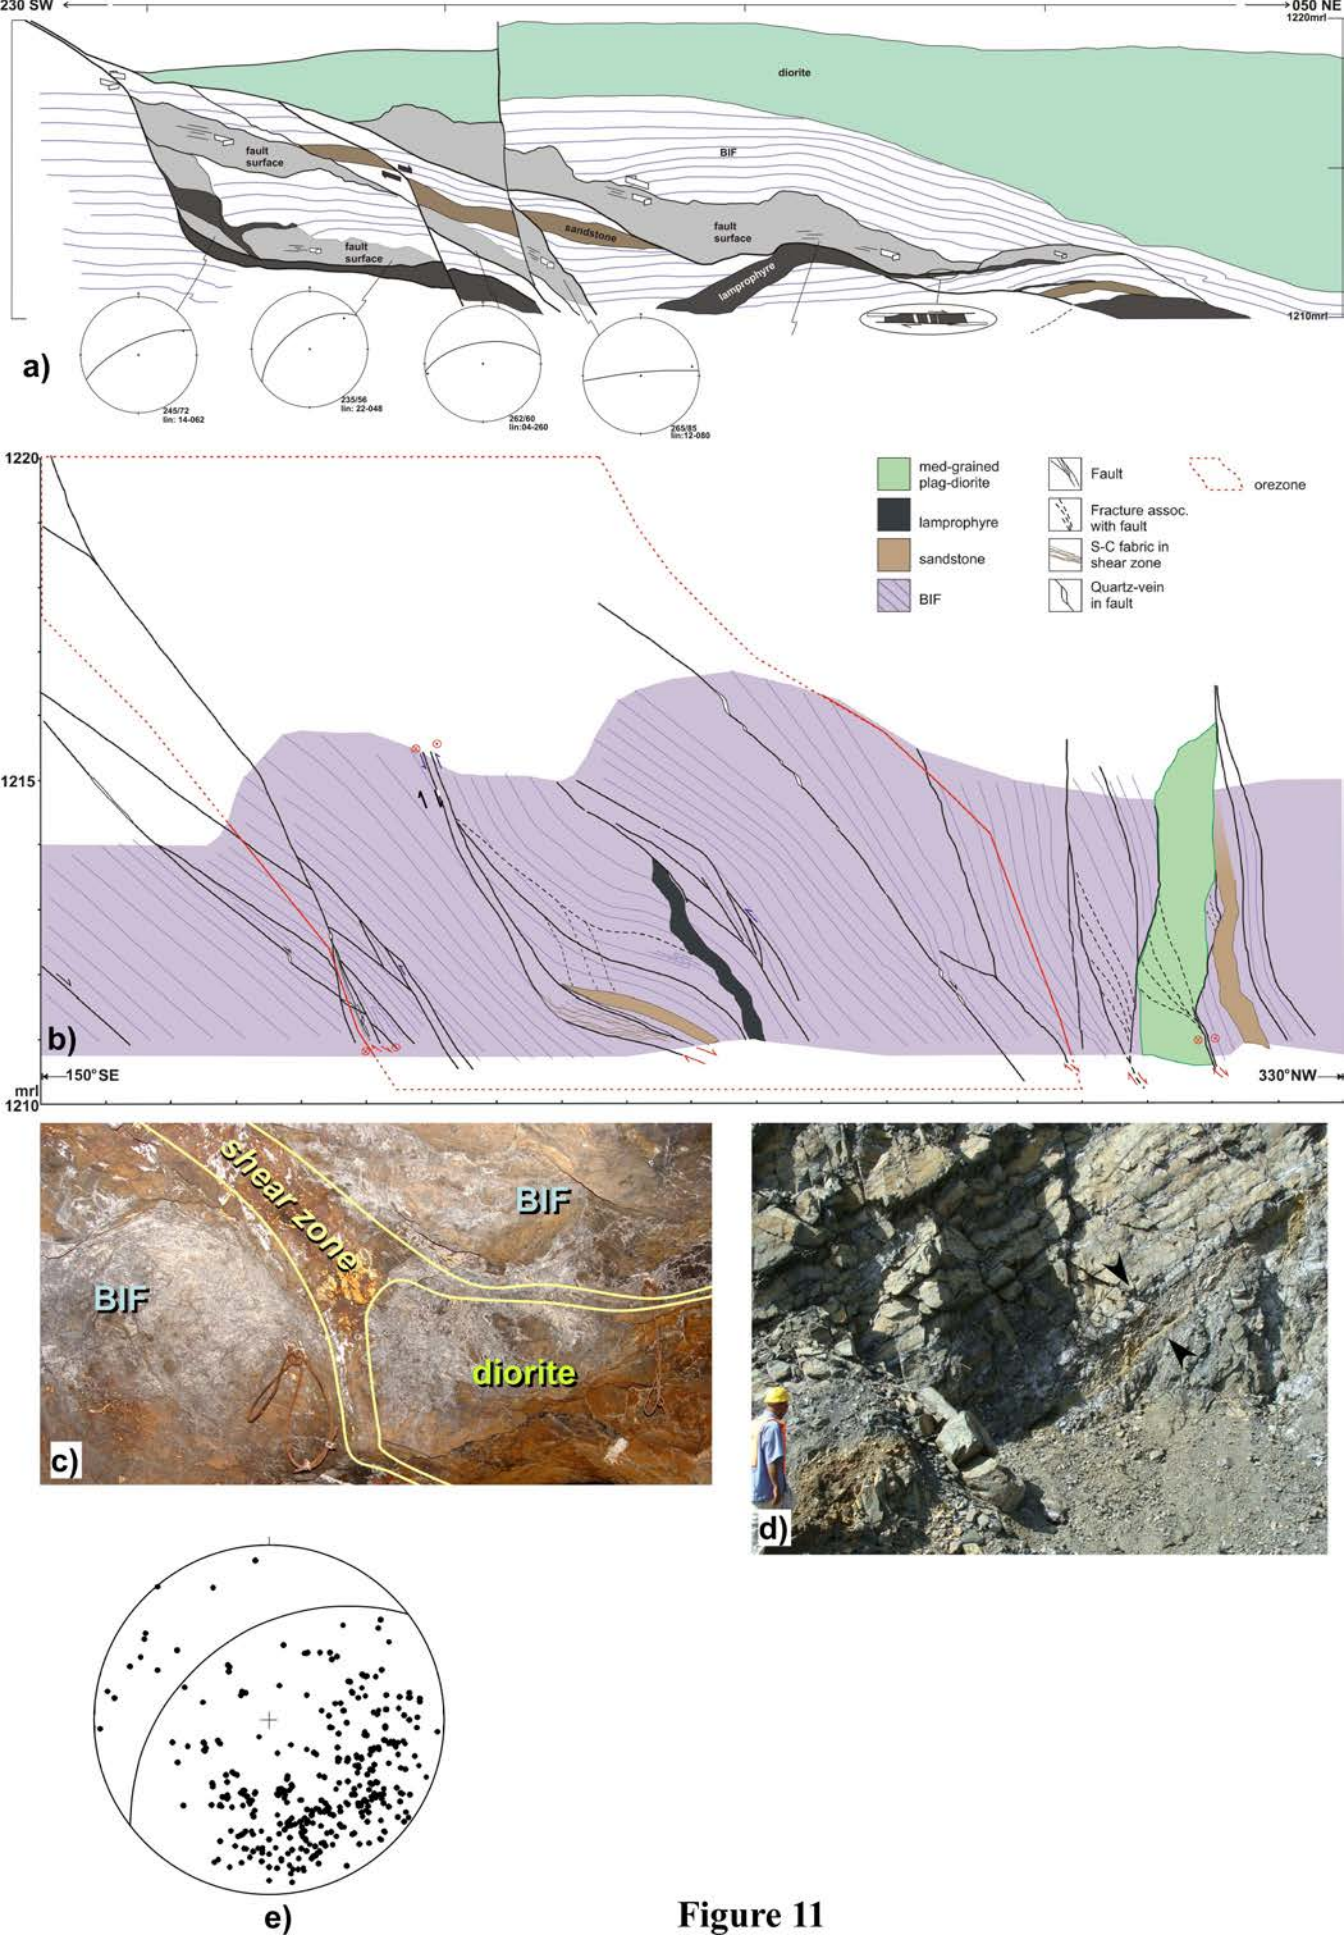 230 SW
050 NE
1220mrl
diorite
fault
surface
BIF
sandstone
fault
surface
fault
surface
lamprophyre
1210mrl
a)
245/72
lin: 14-062
235/56
lin: 22-048
262/60
lin:04-260
265/85
lin:12-080
1220
med-grained
plag-diorite
lamprophyre
sandstone
BIF
Fault
Fracture assoc.
with fault
S-C fabric in
shear zone
Quartz-vein
in fault
orezone
1215
b)
150°SE
330°NW
mrl
1210
shear zone
BIF
BIF
diorite
c)
d)
e)
Figure 11